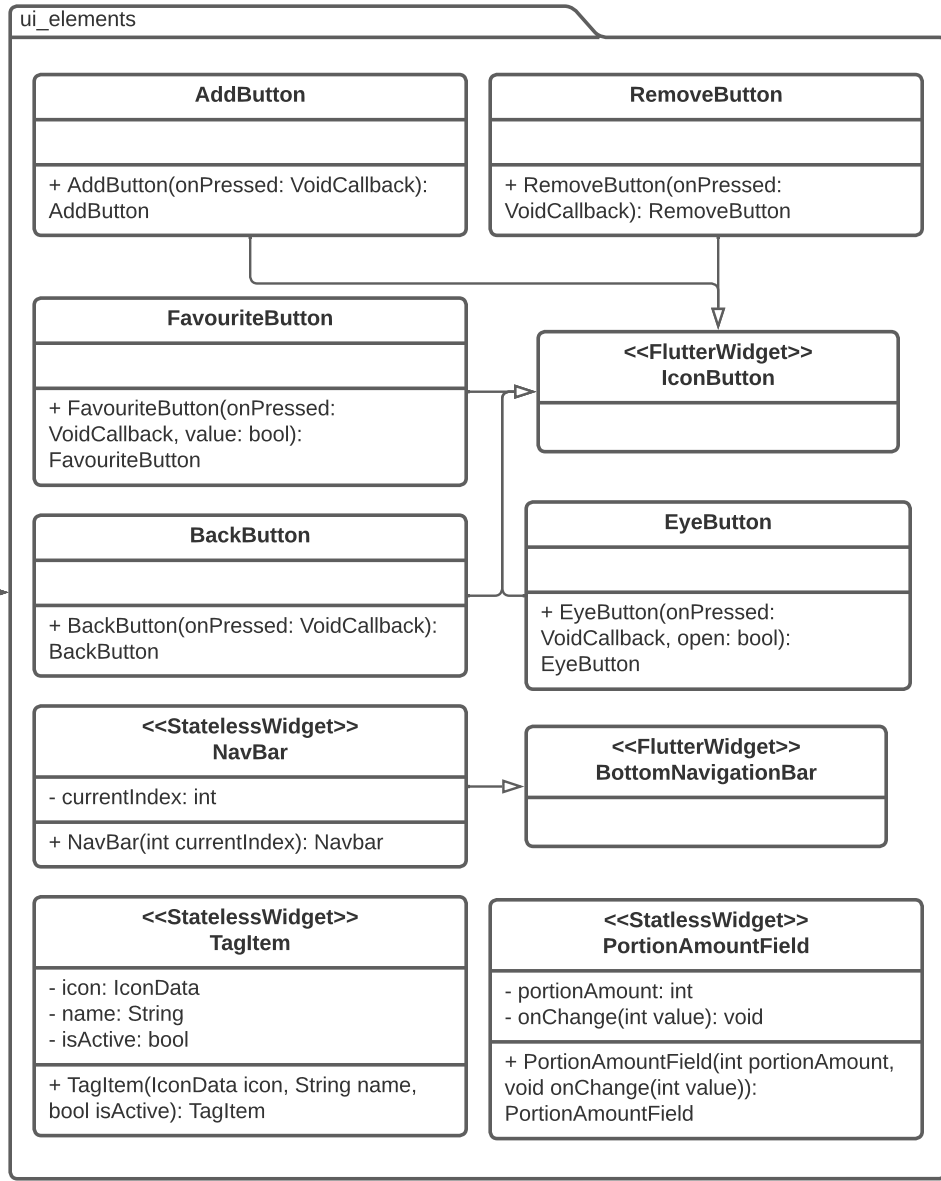 ui_elements
AddButton
+ AddButton(onPressed: VoidCallback):
AddButton
RemoveButton
+ RemoveButton(onPressed:
VoidCallback): RemoveButton
FavouriteButton
+ FavouriteButton(onPressed:
VoidCallback, value: bool):
FavouriteButton
<<FlutterWidget>>
IconButton
BackButton
+ BackButton(onPressed: VoidCallback):
BackButton
EyeButton
+ EyeButton(onPressed:
VoidCallback, open: bool):
EyeButton
<<StatelessWidget>>
NavBar
- currentIndex: int
+ NavBar(int currentIndex): Navbar
<<FlutterWidget>>
BottomNavigationBar
<<StatelessWidget>>
TagItem
- icon: IconData
- name: String
- isActive: bool
+ TagItem(IconData icon, String name,
bool isActive): TagItem
<<StatlessWidget>>
PortionAmountField
- portionAmount: int
- onChange(int value): void
+ PortionAmountField(int portionAmount,
void onChange(int value)):
PortionAmountField